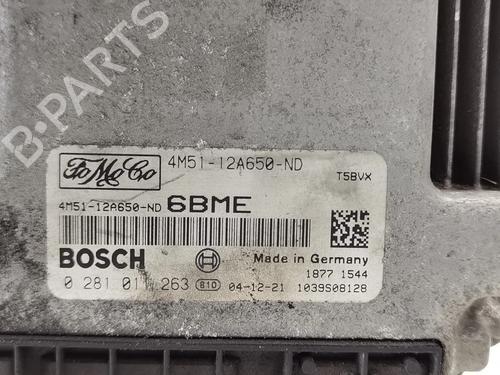 B-PARTS
FoMoCo
4M51-12A650-ND
T5BVX
4M51-12A650-ND 6BME
BOSCH
Made in Germany
1877 1544
0 281 011 263 B10 04-12-21 1039S08128